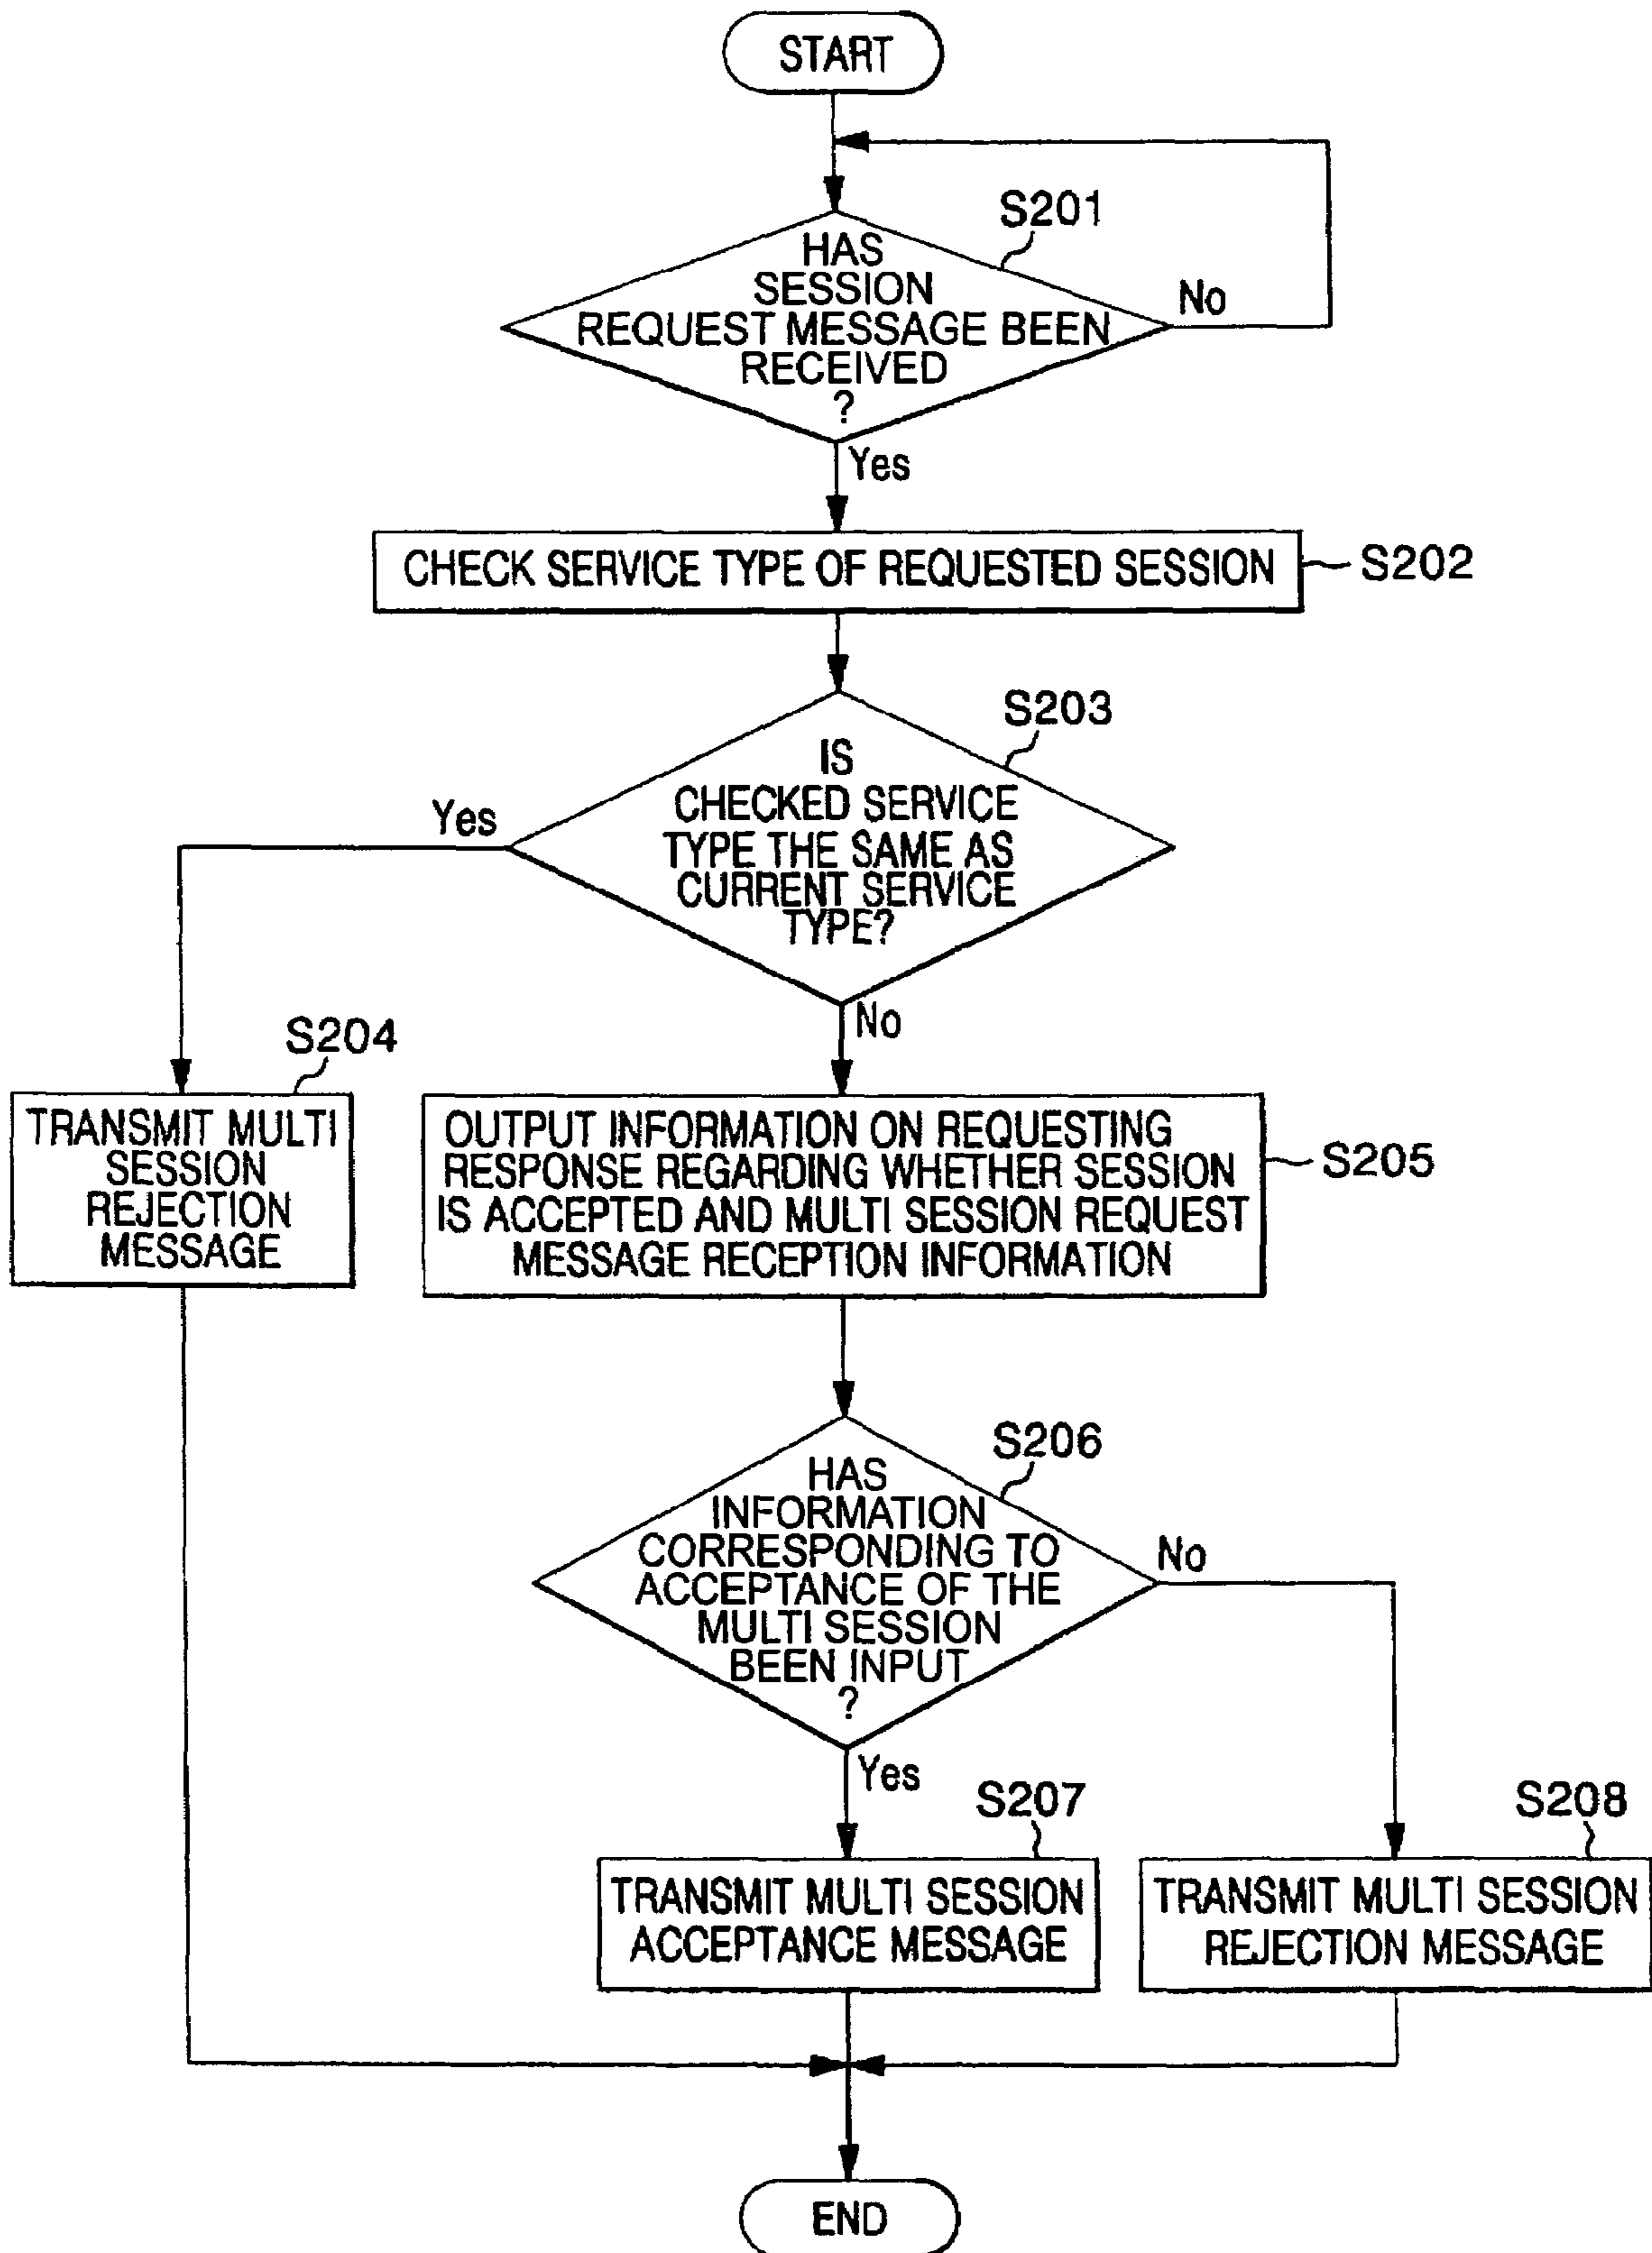 START
S201
HAS
SESSION
REQUEST MESSAGE BEEN
RECEIVED
?
No
Yes
CHECK SERVICE TYPE OF REQUESTED SESSION
S202
S203
IS
CHECKED SERVICE
TYPE THE SAME AS
CURRENT SERVICE
TYPE?
Yes
No
S204
TRANSMIT MULTI
SESSION
REJECTION
MESSAGE
OUTPUT INFORMATION ON REQUESTING
RESPONSE REGARDING WHETHER SESSION
IS ACCEPTED AND MULTI SESSION REQUEST
MESSAGE RECEPTION INFORMATION
S205
S206
HAS
INFORMATION
CORRESPONDING TO
ACCEPTANCE OF THE
MULTI SESSION
BEEN INPUT
?
No
Yes
S207
TRANSMIT MULTI SESSION
ACCEPTANCE MESSAGE
S208
TRANSMIT MULTI SESSION
REJECTION MESSAGE
END